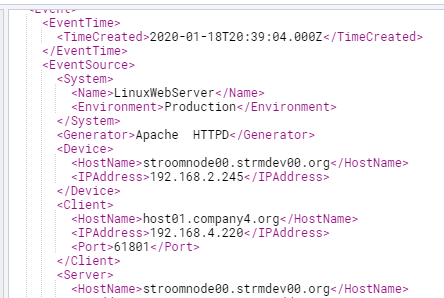 <Event>
<EventTime>
<TimeCreated>2020-01-18T20:39:04.000Z</TimeCreated>
</EventTime>
<EventSource>
<System>
<Name>LinuxWebServer</Name>
<Environment>Production</Environment>
</System>
<Generator>Apache  HTTPD</Generator>
<Device>
<HostName>stroomnode00.strmdev00.org</HostName>
<IPAddress>192.168.2.245</IPAddress>
</Device>
<Client>
<HostName>host01.company4.org</HostName>
<IPAddress>192.168.4.220</IPAddress>
<Port>61801</Port>
</Client>
<Server>
<HostName>stroomnode00.strmdev00.org</HostName>